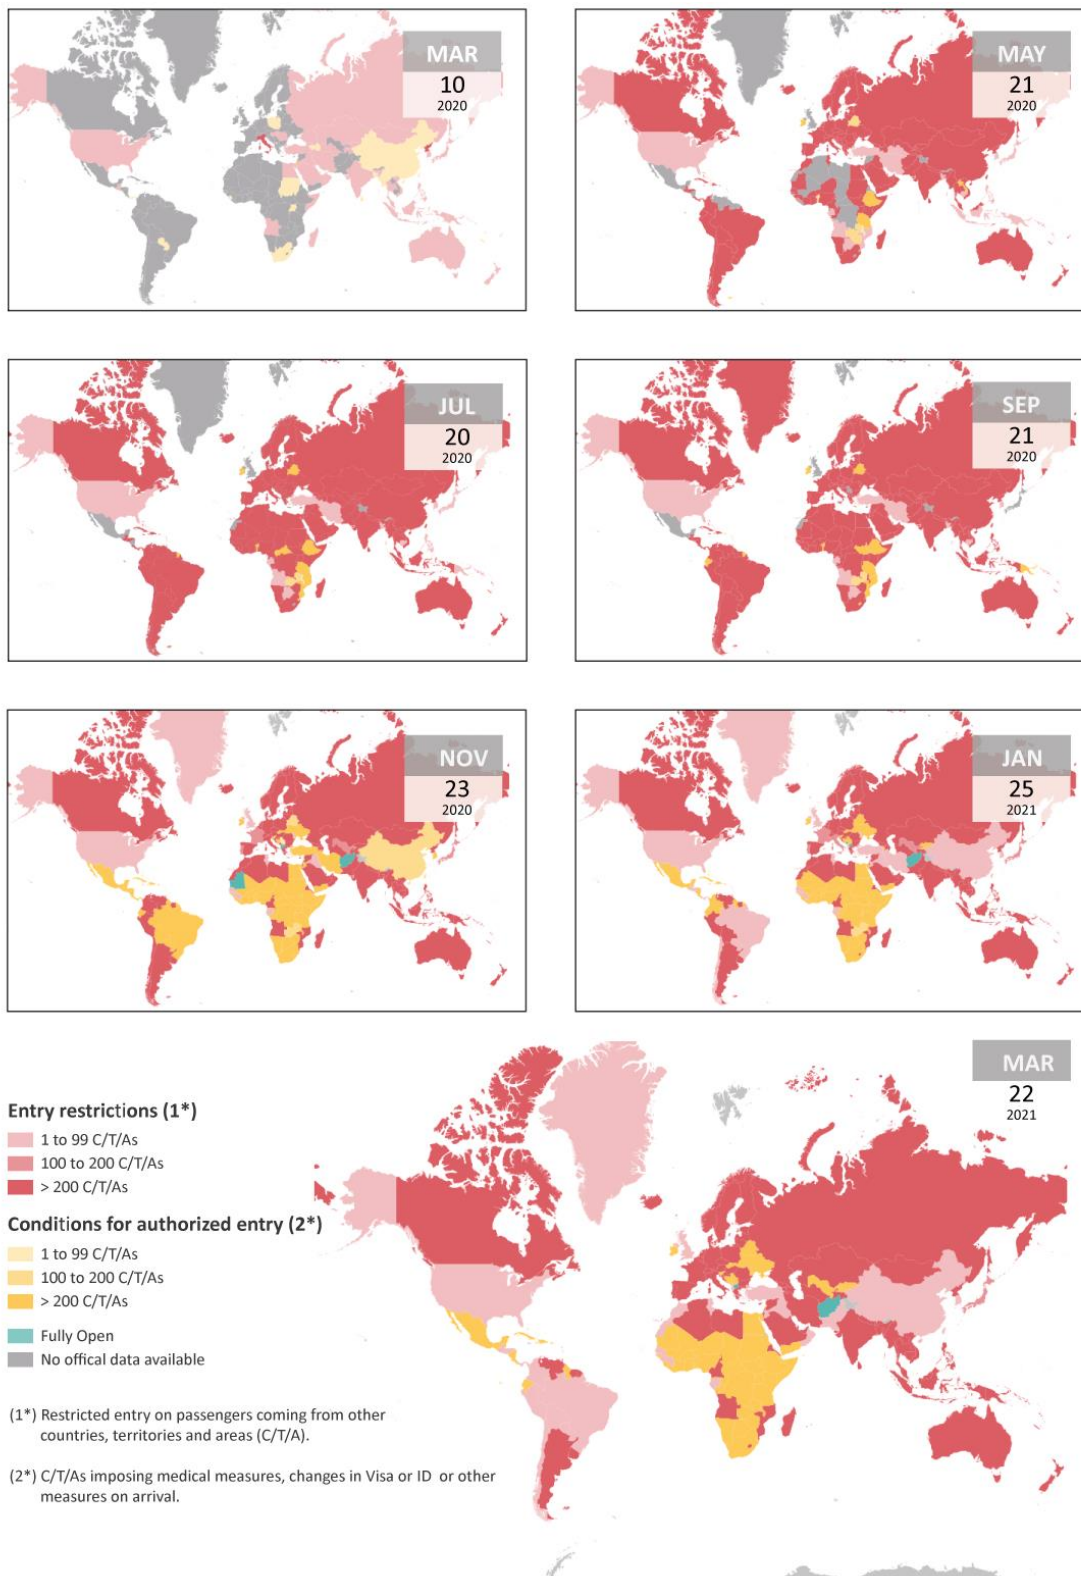 MAR
10
2020
MAY
21
2020
JUL
20
2020
SEP
21
2020
NOV
23
2020
JAN
25
2021
MAR
22
2021
Entry restrictions (1*)
1 to 99 C/T/As
100 to 200 C/T/As
> 200 C/T/As
Conditions for authorized entry (2*)
1 to 99 C/T/As
100 to 200 C/T/As
> 200 C/T/As
Fully Open
No offical data available
(1*) Restricted entry on passengers coming from other
countries, territories and areas (C/T/A).
(2*) C/T/As imposing medical measures, changes in Visa or ID or other
measures on arrival.